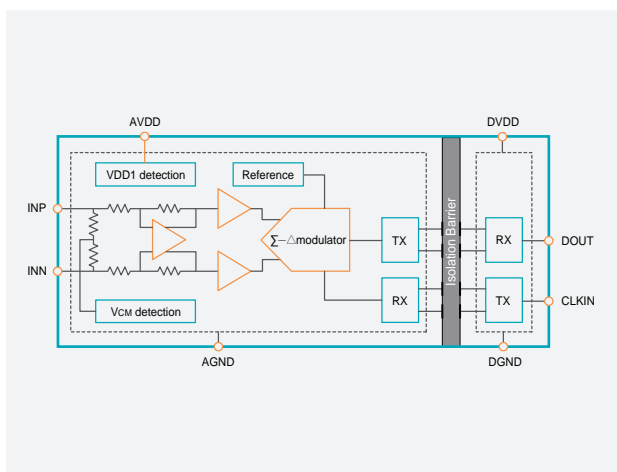 AVDD
DVDD
VDD1 detection
Reference
INP
INN
∑–△modulator
TX
RX
Isolation Barrier
RX
TX
DOUT
CLKIN
VCM detection
AGND
DGND